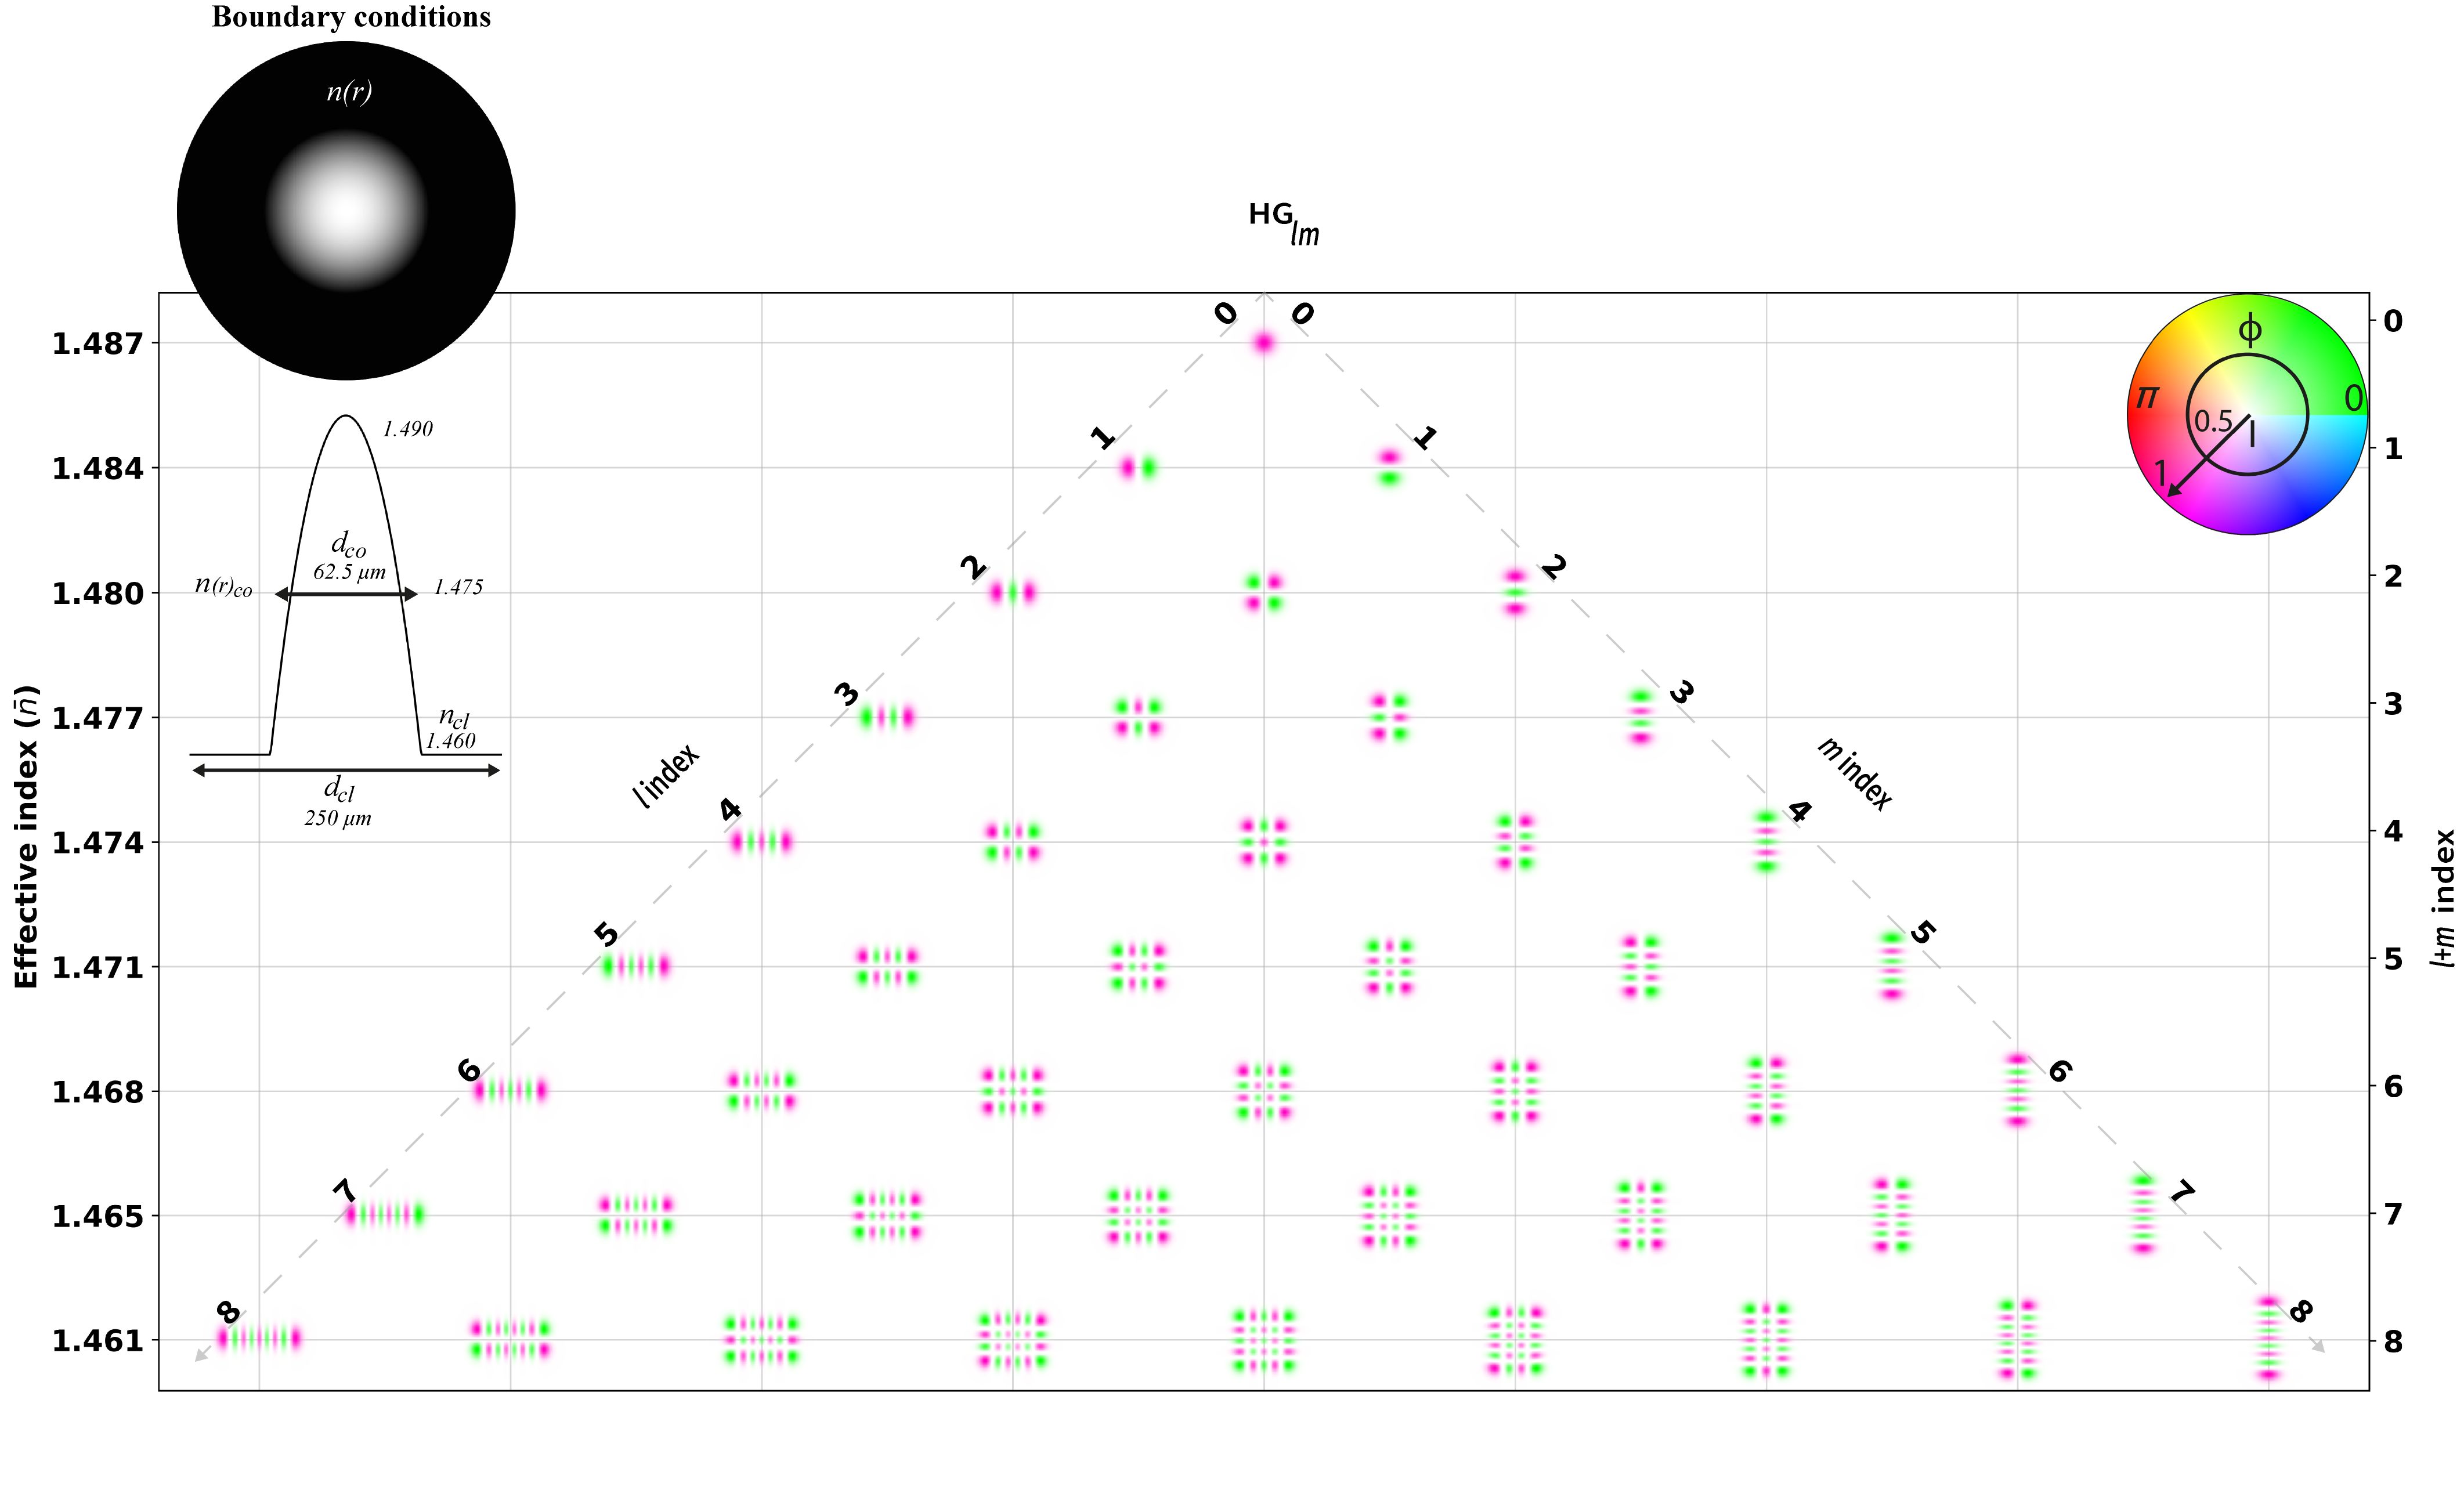 Boundary conditions
n(r)
1.490
d_co
62.5 μm
n(r)_co
1.475
n_cl
1.460
d_cl
250 μm
HG_lm
Effective index (n̄)
1.487
1.484
1.480
1.477
1.474
1.471
1.468
1.465
1.461
l index
0
1
2
3
4
5
6
7
8
m index
0
1
2
3
4
5
6
7
8
ϕ
π
0
0.5
I
1
l+m index
0
1
2
3
4
5
6
7
8